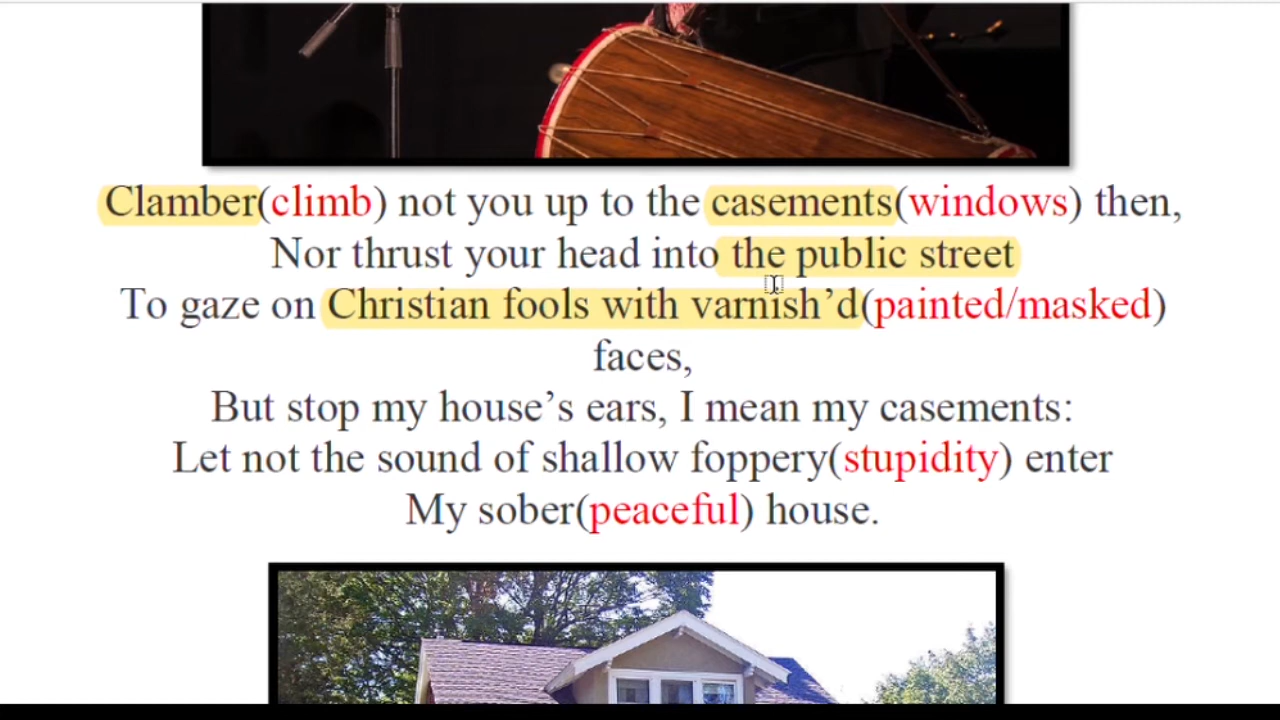 Clamber(climb) not you up to the casements(windows) then,
Nor thrust your head into the public street
To gaze on Christian fools with varnish’d(painted/masked)
faces,
But stop my house’s ears, I mean my casements:
Let not the sound of shallow foppery(stupidity) enter
My sober(peaceful) house.